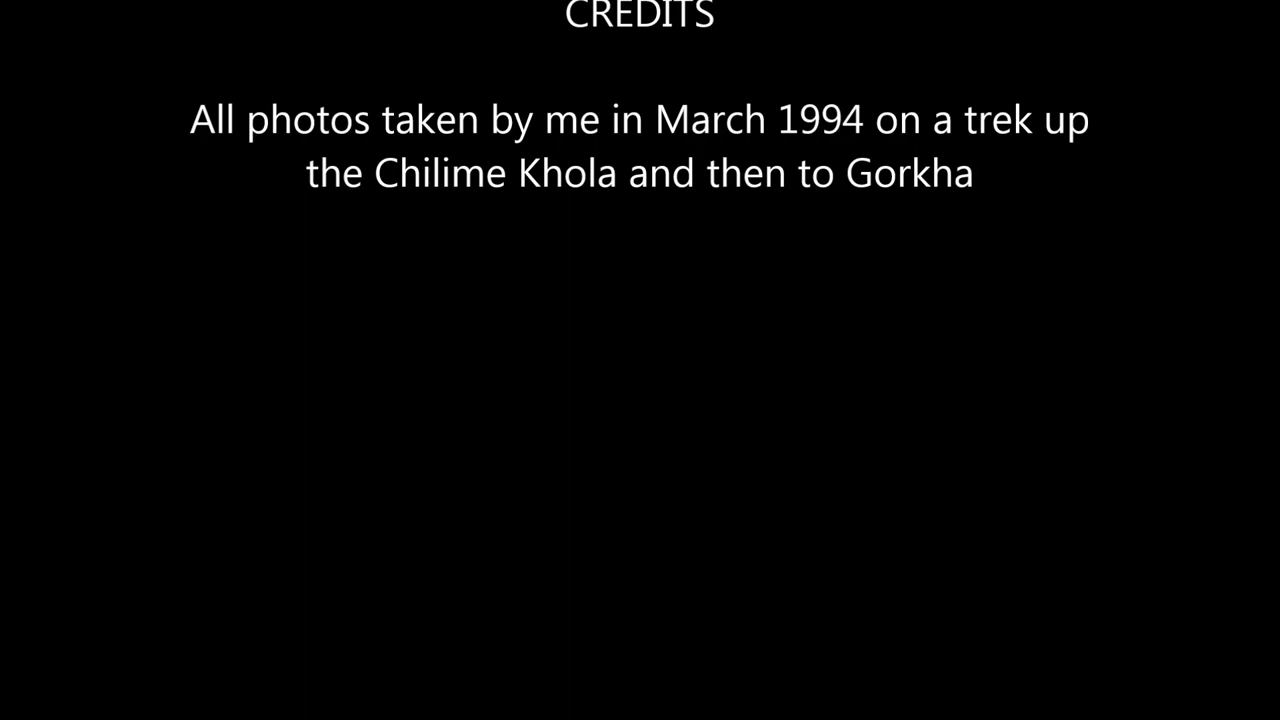 CREDITS
All photos taken by me in March 1994 on a trek up
the Chilime Khola and then to Gorkha